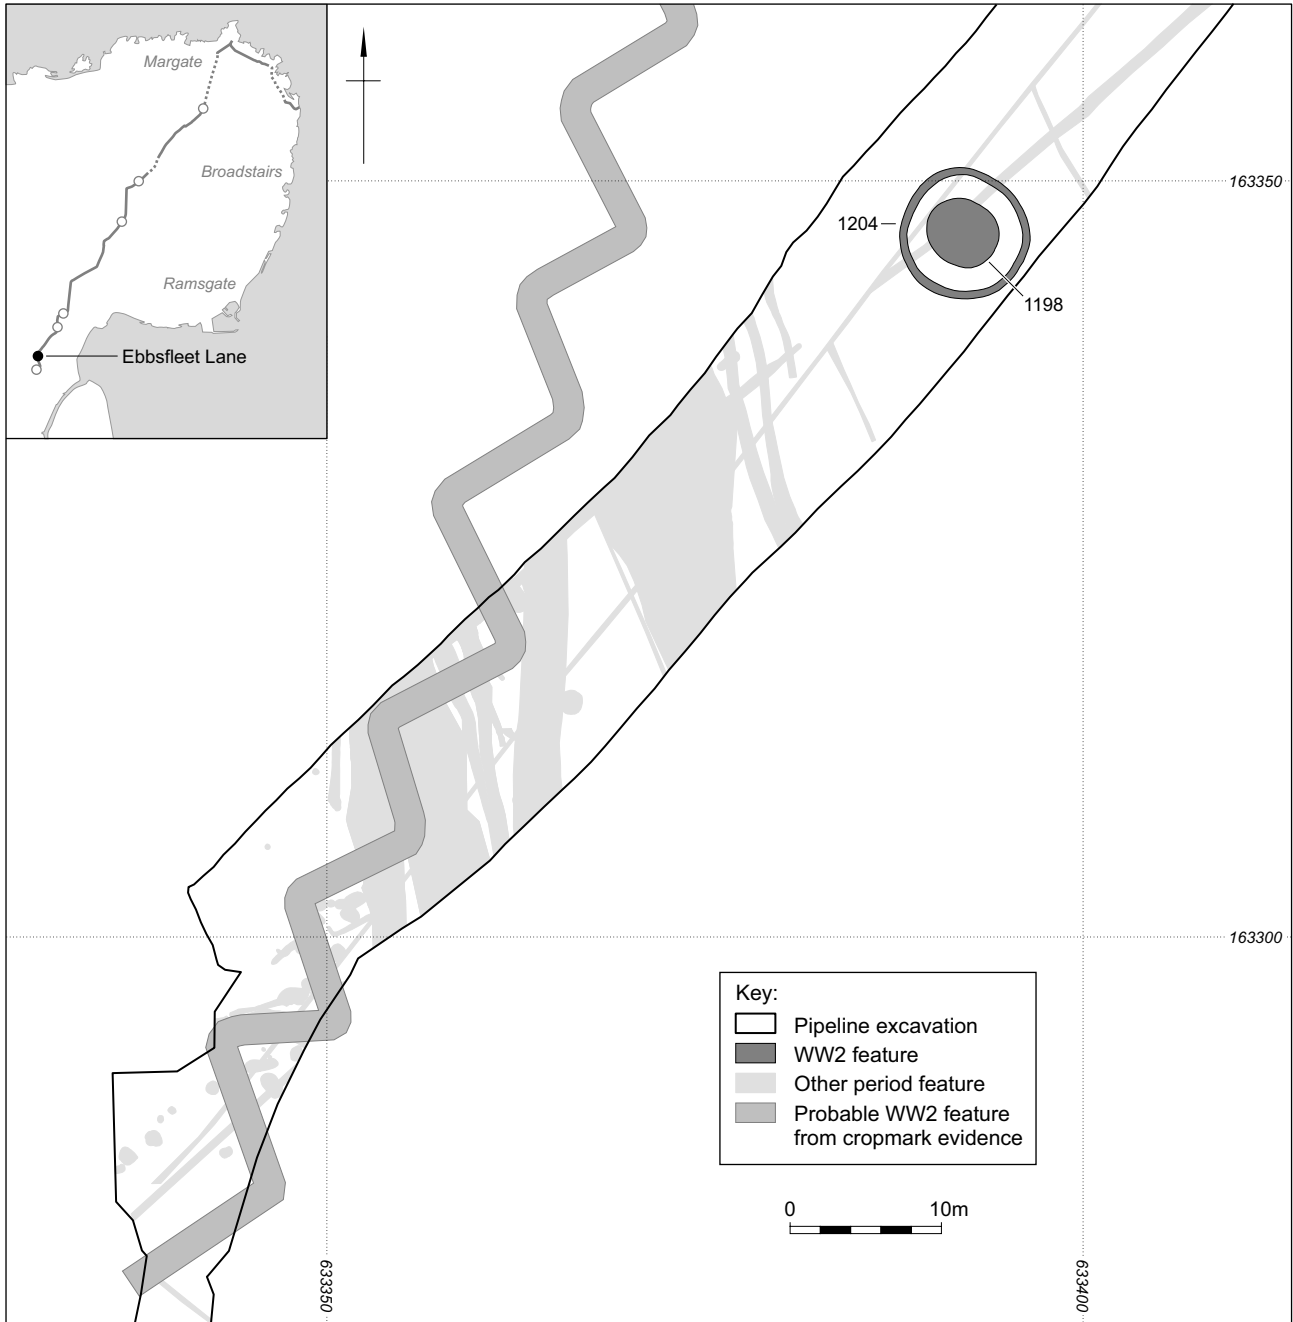 Margate
Broadstairs
Ramsgate
Ebbsfleet Lane
163350
1204
1198
163300
Key:
Pipeline excavation
WW2 feature
Other period feature
Probable WW2 feature
from cropmark evidence
0 10m
633350
633400